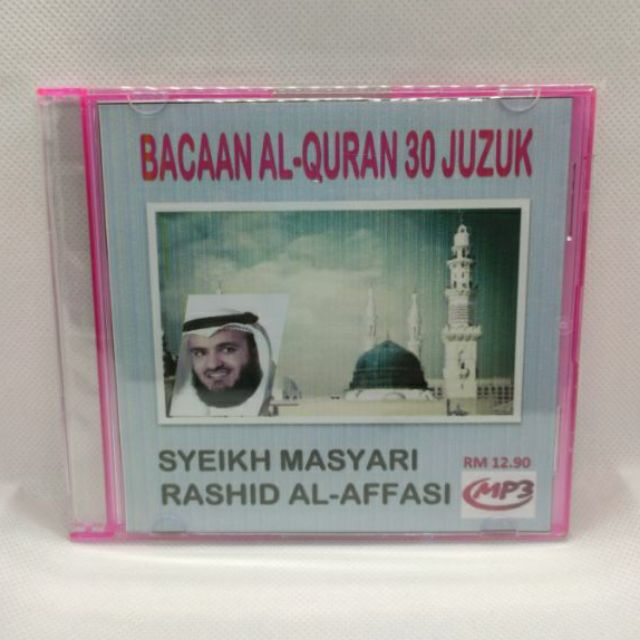 BACAAN AL-QURAN 30 JUZUK
SYEIKH MASYARI
RM 12.90
RASHID AL-AFFASI
MP3